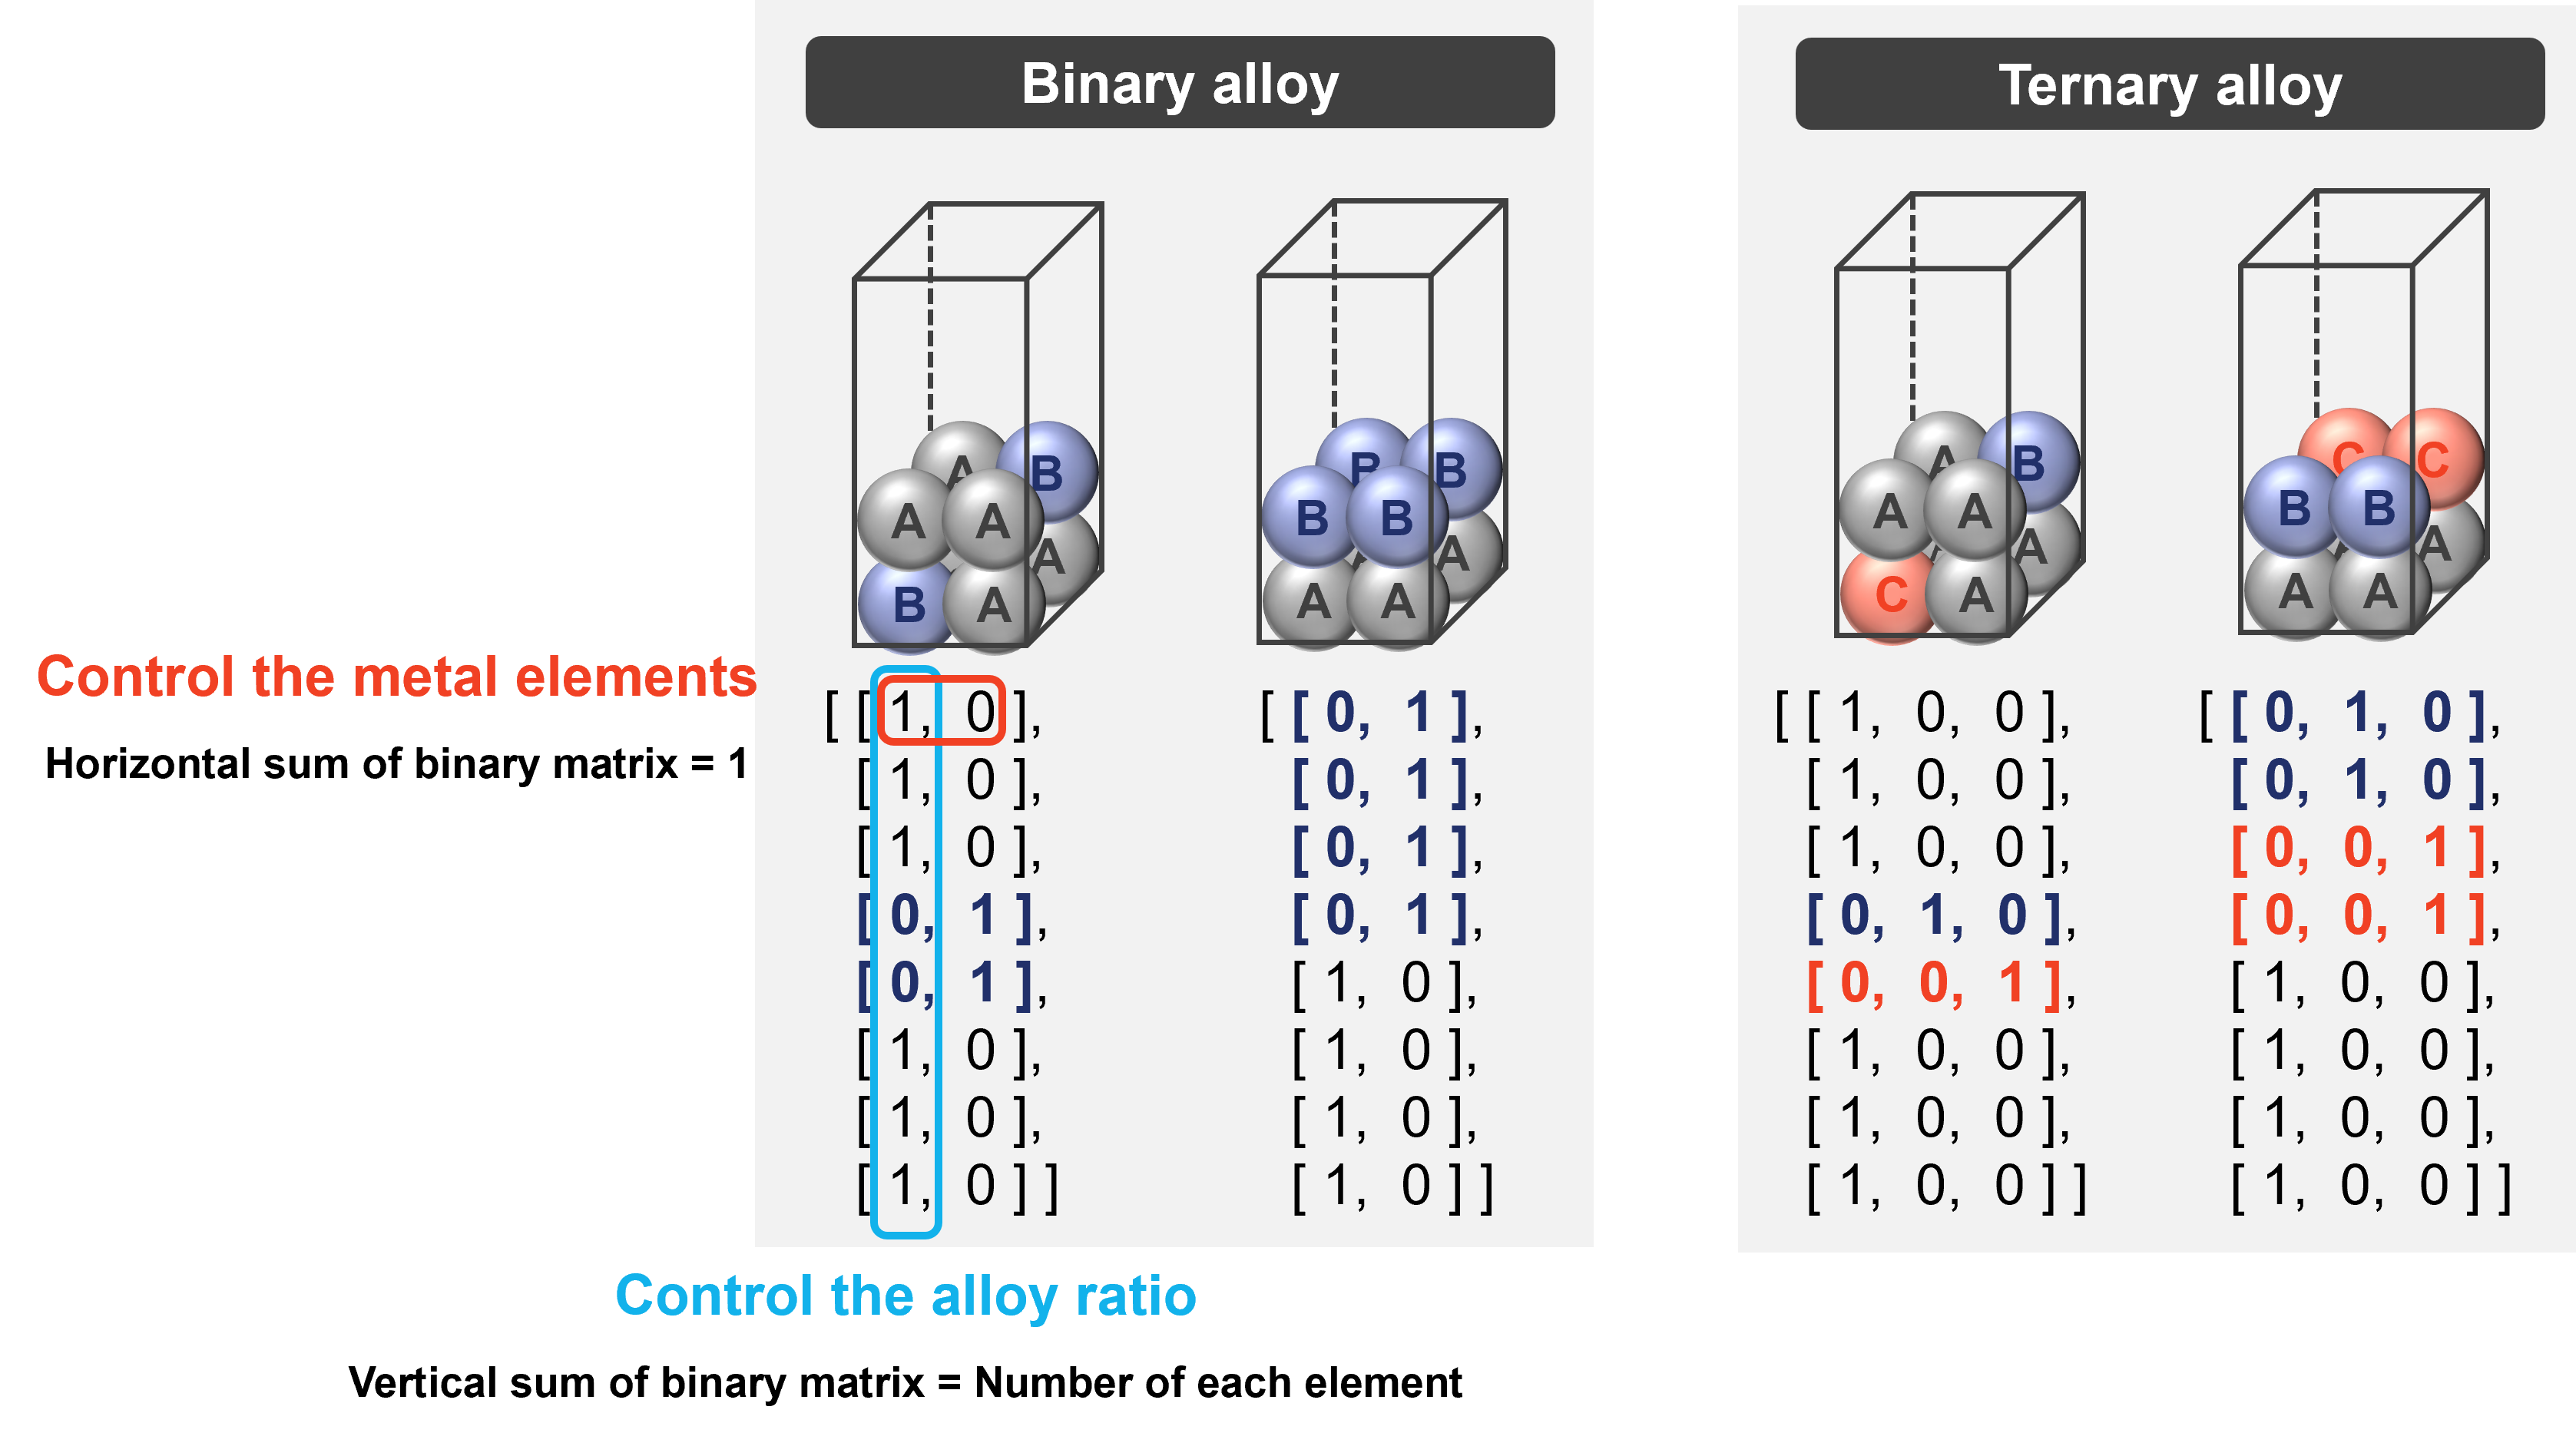 Binary alloy
Ternary alloy
A B
A A
A
B A
B B
B B
A A
A A
A B
A A
A A
C A
C C
B B
A A
A A
Control the metal elements
Horizontal sum of binary matrix = 1
[ [ 1, 0 ],
[ 1, 0 ],
[ 1, 0 ],
[ 0, 1 ],
[ 0, 1 ],
[ 1, 0 ],
[ 1, 0 ],
[ 1, 0 ] ]
[ [ 0, 1 ],
[ 0, 1 ],
[ 0, 1 ],
[ 0, 1 ],
[ 1, 0 ],
[ 1, 0 ],
[ 1, 0 ],
[ 1, 0 ] ]
[ [ 1, 0, 0 ],
[ 1, 0, 0 ],
[ 1, 0, 0 ],
[ 0, 1, 0 ],
[ 0, 0, 1 ],
[ 1, 0, 0 ],
[ 1, 0, 0 ],
[ 1, 0, 0 ] ]
[ [ 0, 1, 0 ],
[ 0, 1, 0 ],
[ 0, 0, 1 ],
[ 0, 0, 1 ],
[ 1, 0, 0 ],
[ 1, 0, 0 ],
[ 1, 0, 0 ],
[ 1, 0, 0 ] ]
Control the alloy ratio
Vertical sum of binary matrix = Number of each element